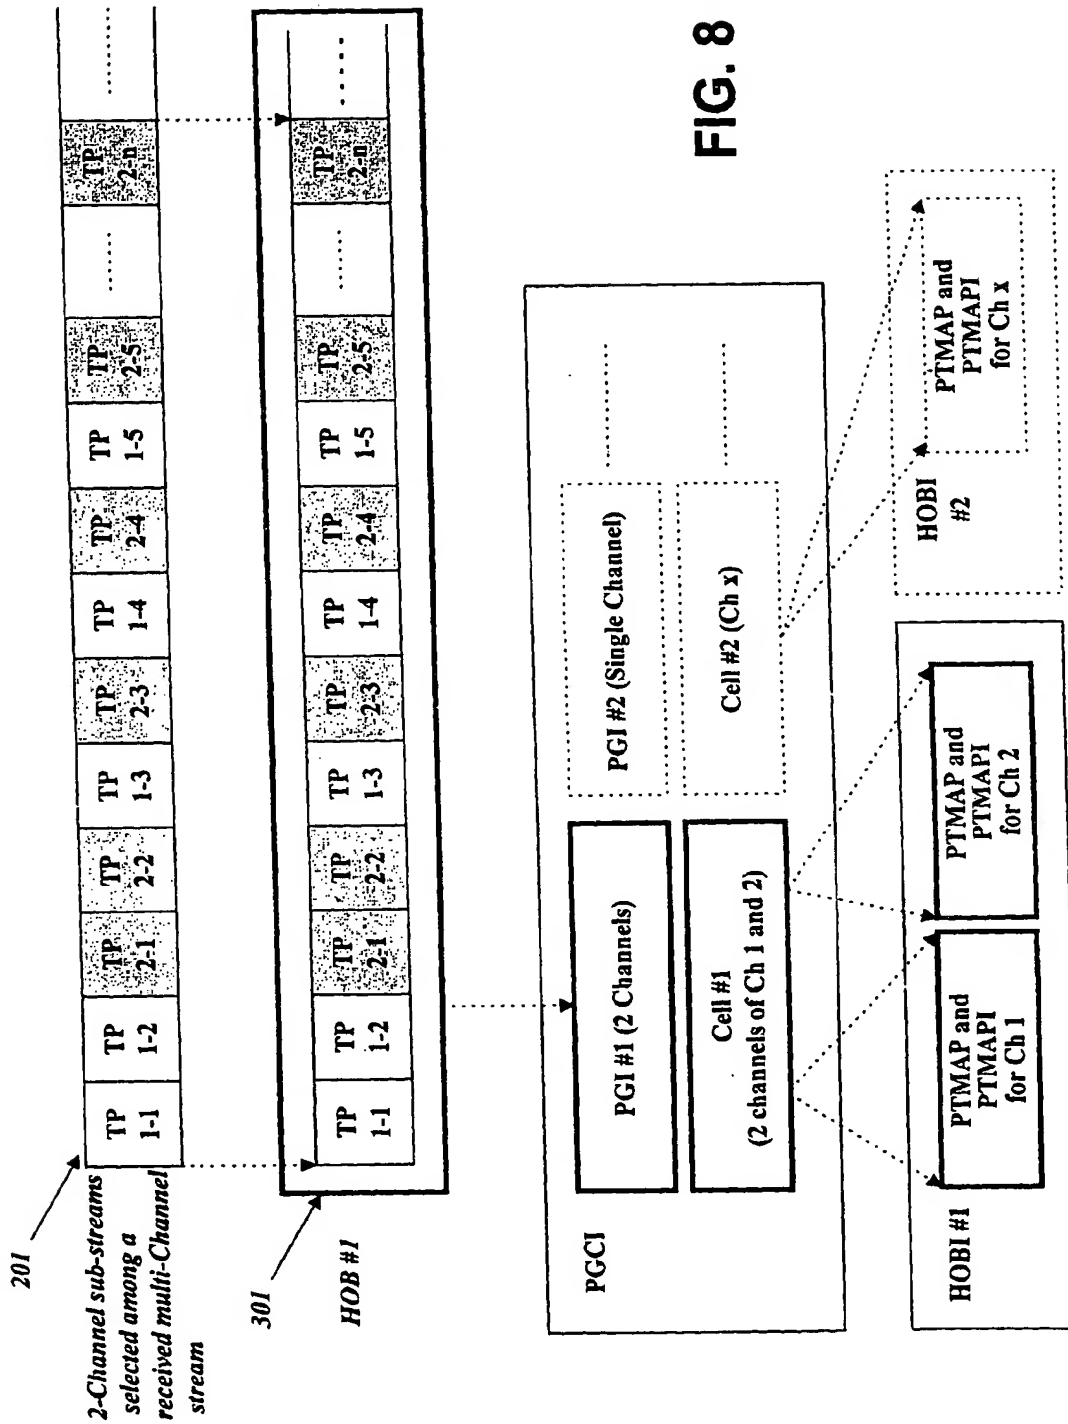 201
2-Channel sub-streams
selected among a
received multi-Channel
stream
TP
1-1
TP
1-2
TP
2-1
TP
2-2
TP
1-3
TP
2-3
TP
1-4
TP
2-4
TP
1-5
TP
2-5
........
TP
2-n
............
301
HOB #1
TP
1-1
TP
1-2
TP
2-1
TP
2-2
TP
1-3
TP
2-3
TP
1-4
TP
2-4
TP
1-5
TP
2-5
........
TP
2-n
.....
PGCI
PGI #1 (2 Channels)
PGI #2 (Single Channel)
Cell #1
(2 channels of Ch 1 and 2)
Cell #2 (Ch x)
HOBI #1
PTMAP and
PTMAPI
for Ch 1
PTMAP and
PTMAPI
for Ch 2
HOBI
#2
PTMAP and
PTMAPI
for Ch x
FIG. 8